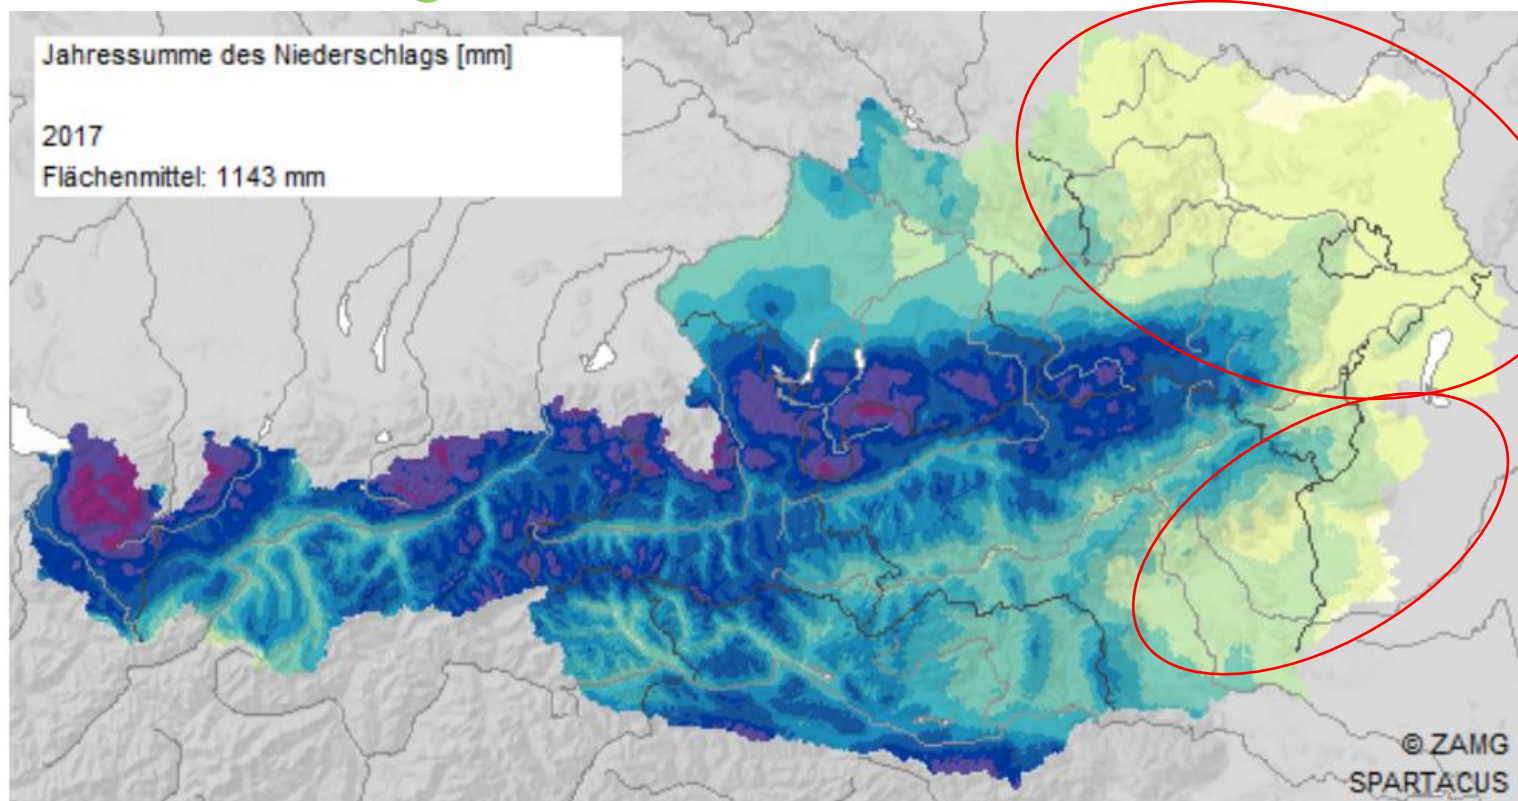 Jahressumme des Niederschlags [mm]
2017
Flächenmittel: 1143 mm
© ZAMG
SPARTACUS